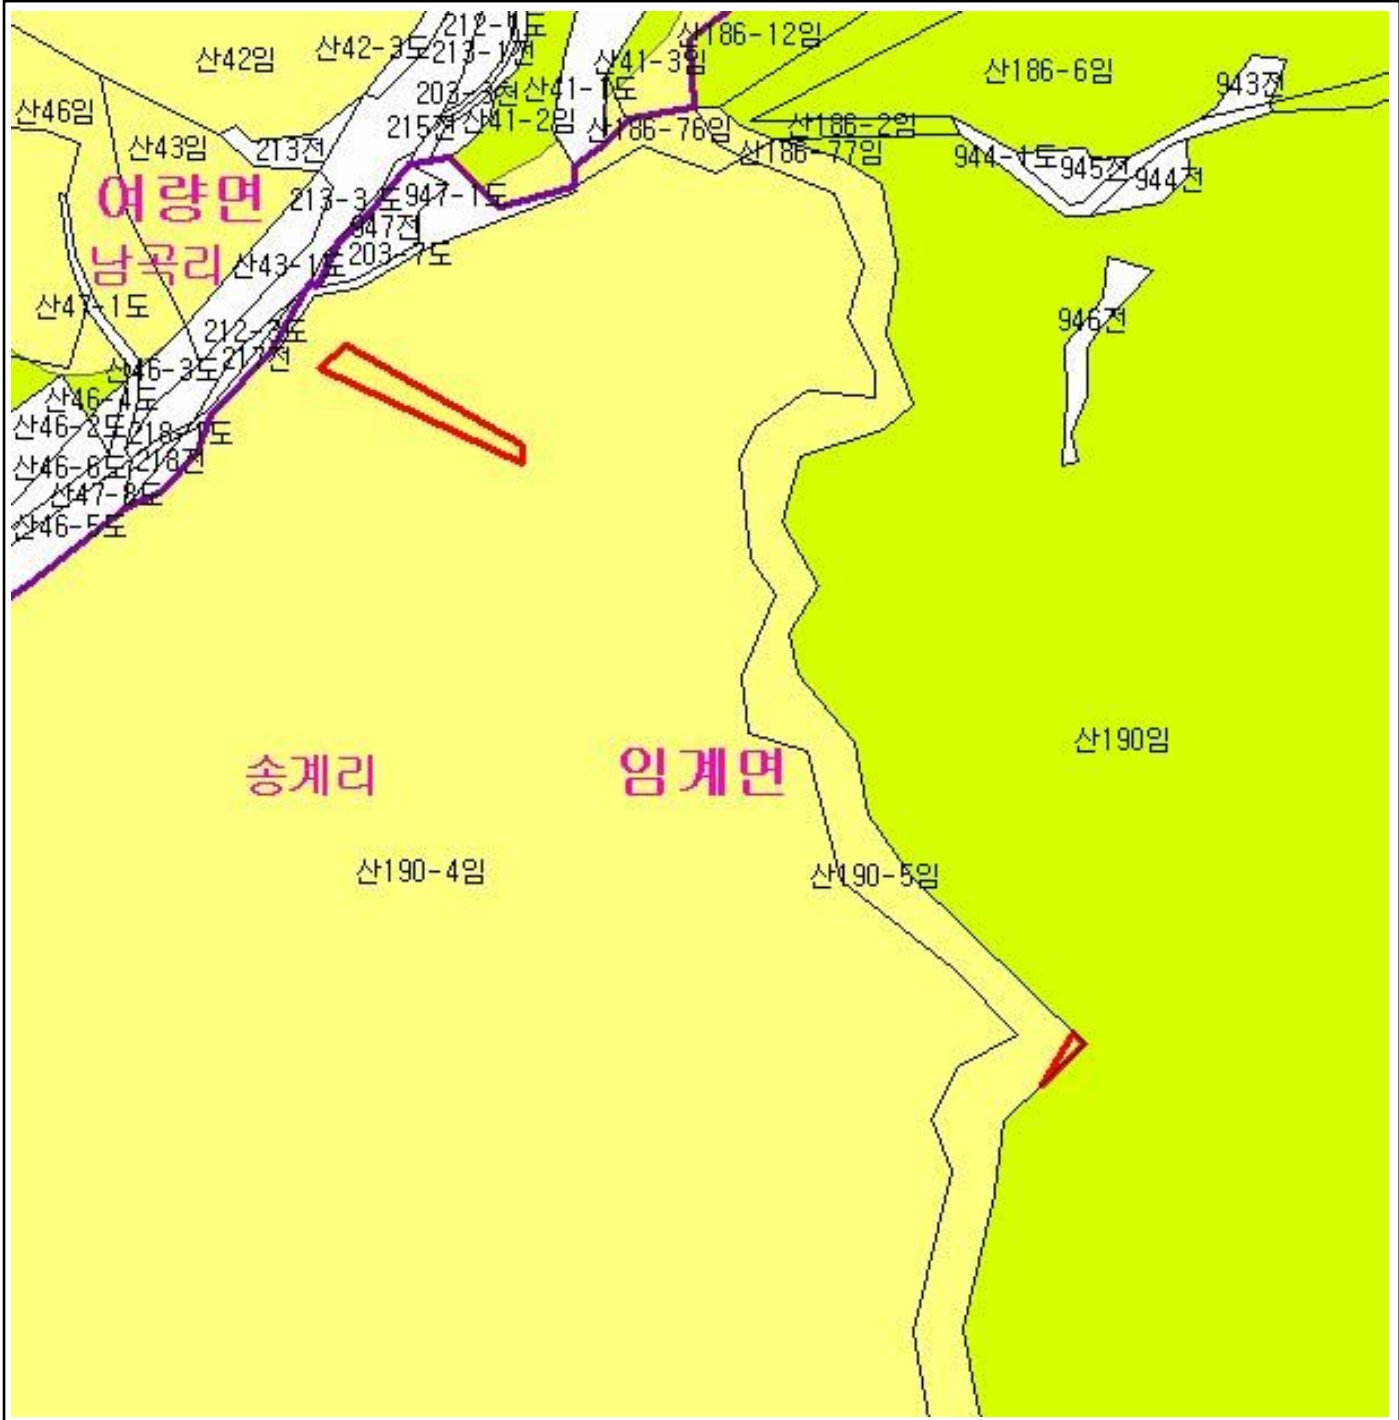 212-1도
산186-12임
산42임
산42-3도
213-1전
산41-3임
산186-6임
943전
203-3천
산41-1도
산46임
215전
산41-2임
산186-76임
산186-2임
산43임
213전
산186-77임
944-1도
945전
944전
여량면
213-3도
947-1도
947전
남곡리
산43-1도
203-7도
산47-1도
946전
212-3도
217전
산46-3도
산46-4도
산46-2도
218-1도
산46-6도
218전
산47-8도
산46-5도
산190임
송계리
임계면
산190-4임
산190-5임